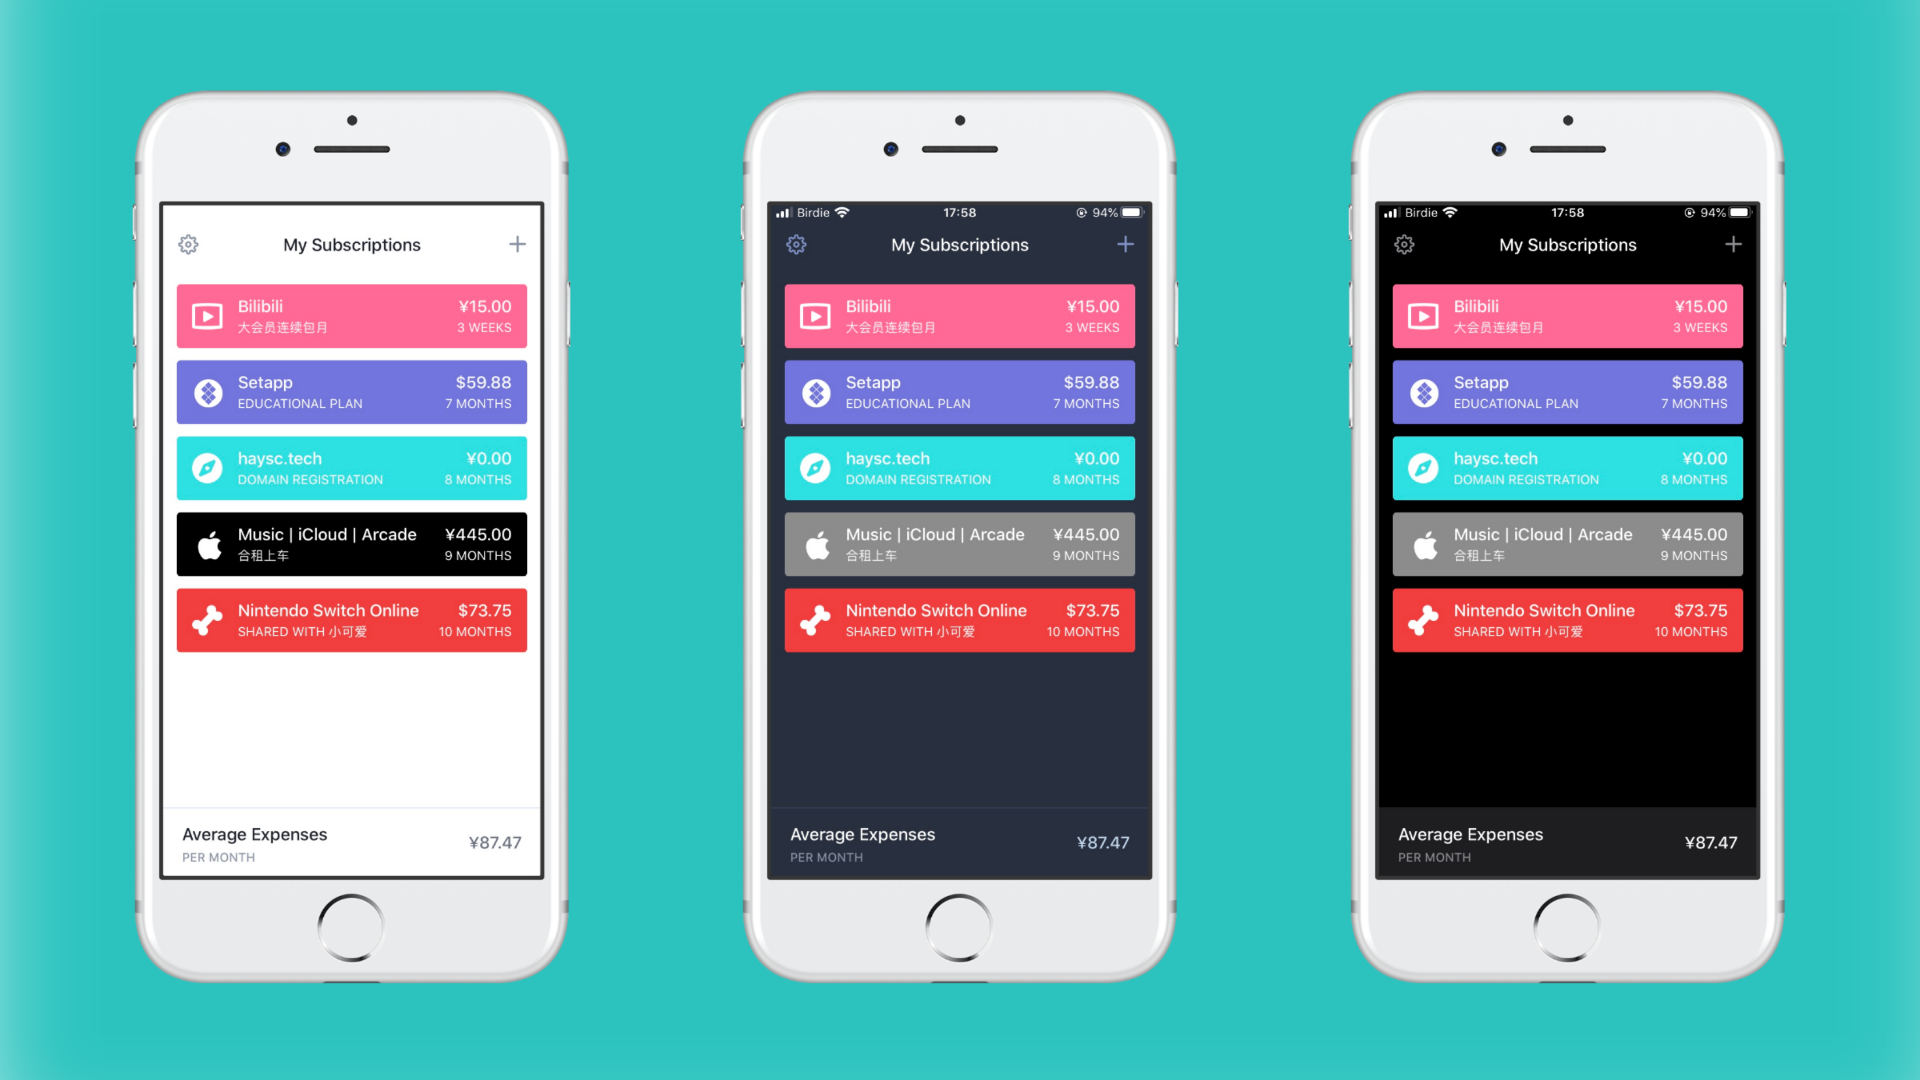 My Subscriptions
Bilibili ¥15.00
大会员连续包月 3 WEEKS
Setapp $59.88
EDUCATIONAL PLAN 7 MONTHS
haysc.tech ¥0.00
DOMAIN REGISTRATION 8 MONTHS
Music | iCloud | Arcade ¥445.00
合租上车 9 MONTHS
Nintendo Switch Online $73.75
SHARED WITH 小可爱 10 MONTHS
Average Expenses ¥87.47
PER MONTH
Birdie 17:58 94%
My Subscriptions
Bilibili ¥15.00
大会员连续包月 3 WEEKS
Setapp $59.88
EDUCATIONAL PLAN 7 MONTHS
haysc.tech ¥0.00
DOMAIN REGISTRATION 8 MONTHS
Music | iCloud | Arcade ¥445.00
合租上车 9 MONTHS
Nintendo Switch Online $73.75
SHARED WITH 小可爱 10 MONTHS
Average Expenses ¥87.47
PER MONTH
Birdie 17:58 94%
My Subscriptions
Bilibili ¥15.00
大会员连续包月 3 WEEKS
Setapp $59.88
EDUCATIONAL PLAN 7 MONTHS
haysc.tech ¥0.00
DOMAIN REGISTRATION 8 MONTHS
Music | iCloud | Arcade ¥445.00
合租上车 9 MONTHS
Nintendo Switch Online $73.75
SHARED WITH 小可爱 10 MONTHS
Average Expenses ¥87.47
PER MONTH